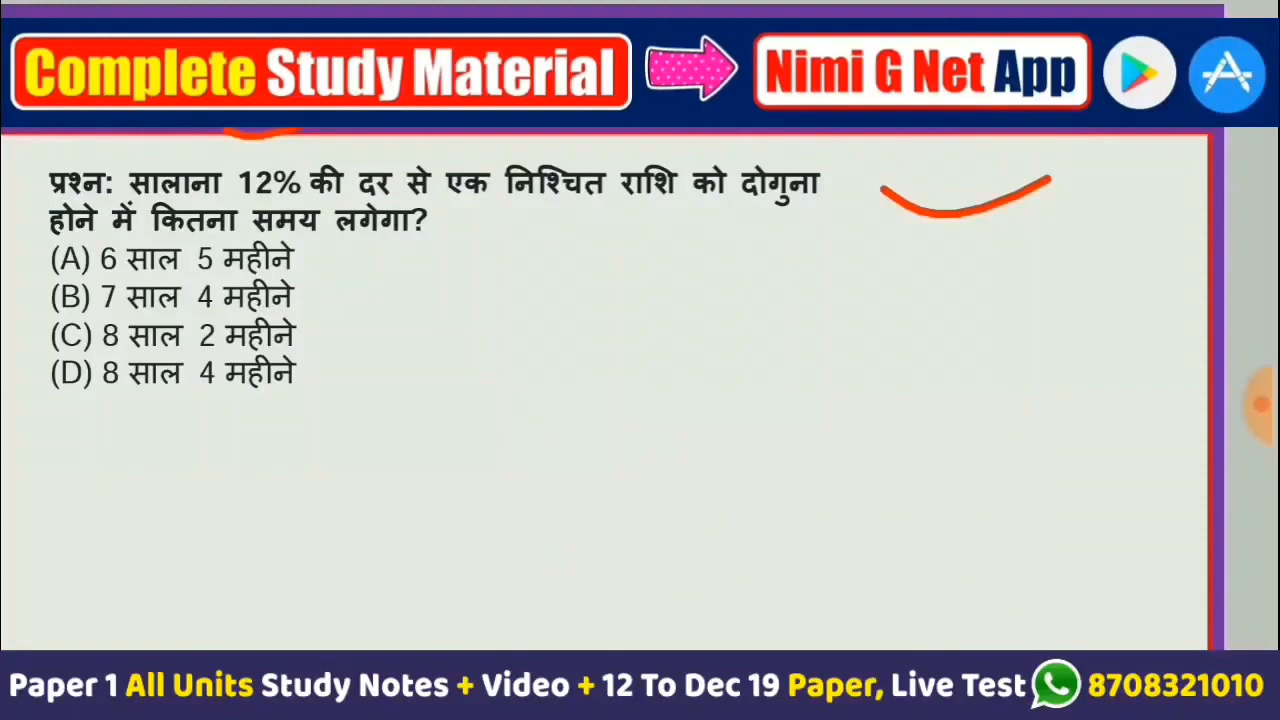 Complete Study Material Nimi G Net App
प्रश्न: सालाना 12% की दर से एक निश्चित राशि को दोगुना
होने में कितना समय लगेगा?
(A) 6 साल 5 महीने
(B) 7 साल 4 महीने
(C) 8 साल 2 महीने
(D) 8 साल 4 महीने
Paper 1 All Units Study Notes + Video + 12 To Dec 19 Paper, Live Test 8708321010